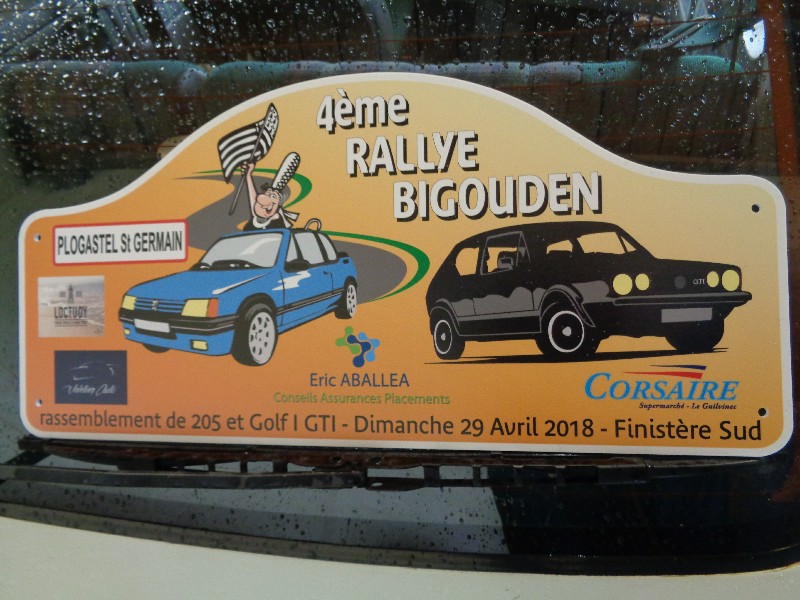 4ème
RALLYE
BIGOUDEN
PLOGASTEL St GERMAIN
LOCTUDY
GTI
Eric ABALLEA
Conseils Assurances Placements
CORSAIRE
Supermarché - Le Guilvinec
rassemblement de 205 et Golf I GTI - Dimanche 29 Avril 2018 - Finistère Sud